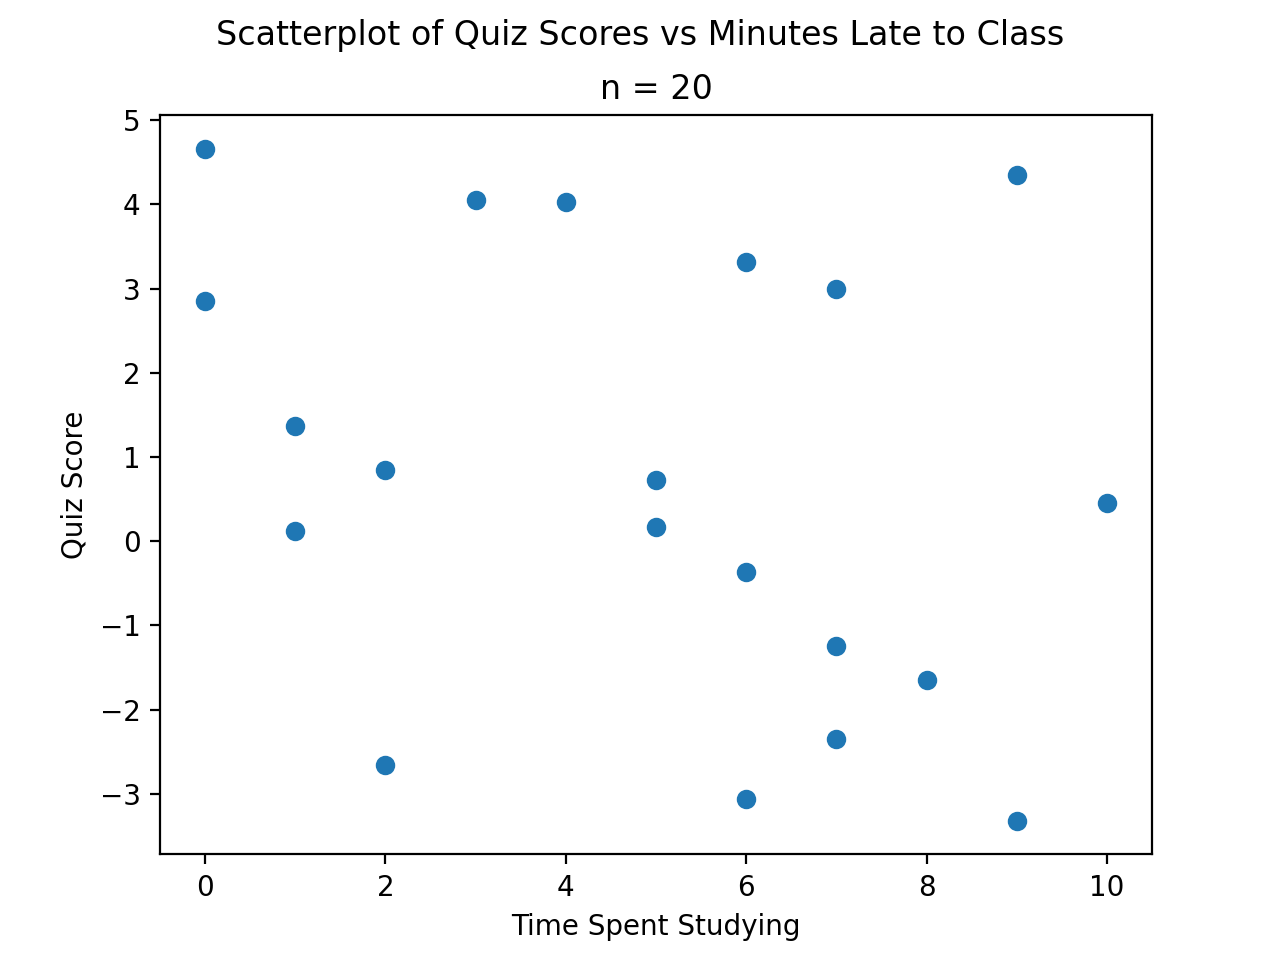 Scatterplot of Quiz Scores vs Minutes Late to Class
n = 20
5
4
3
2
1
0
−1
−2
−3
Quiz Score
0 2 4 6 8 10
Time Spent Studying